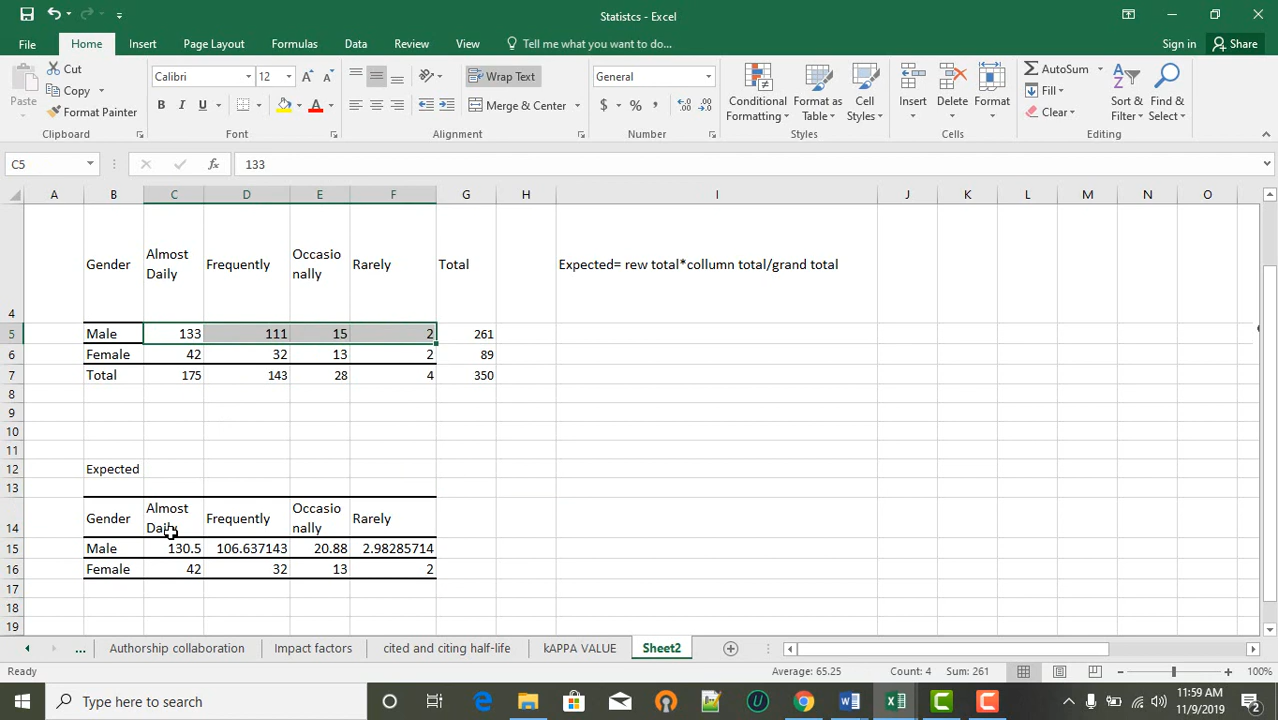 Statistcs - Excel
File Home Insert Page Layout Formulas Data Review View Tell me what you want to do... Sign in Share
Paste
Cut
Copy
Format Painter
Clipboard
Calibri 12
B I U
Font
Wrap Text
Merge & Center
Alignment
General
$ % ,
Number
Conditional Formatting
Format as Table
Cell Styles
Styles
Insert Delete Format
Cells
AutoSum
Fill
Clear
Sort & Filter
Find & Select
Editing
C5 fx 133
A B C D E F G H I J K L M N O
4 Gender Almost Daily Frequently Occasio nally Rarely Total Expected= rew total*collumn total/grand total
5 Male 133 111 15 2 261
6 Female 42 32 13 2 89
7 Total 175 143 28 4 350
8
9
10
11
12 Expected
13
14 Gender Almost Daily Frequently Occasio nally Rarely
15 Male 130.5 106.637143 20.88 2.98285714
16 Female 42 32 13 2
17
18
19
... Authorship collaboration Impact factors cited and citing half-life kAPPA VALUE Sheet2
Ready Average: 65.25 Count: 4 Sum: 261 100%
Type here to search 11:59 AM
11/9/2019 2